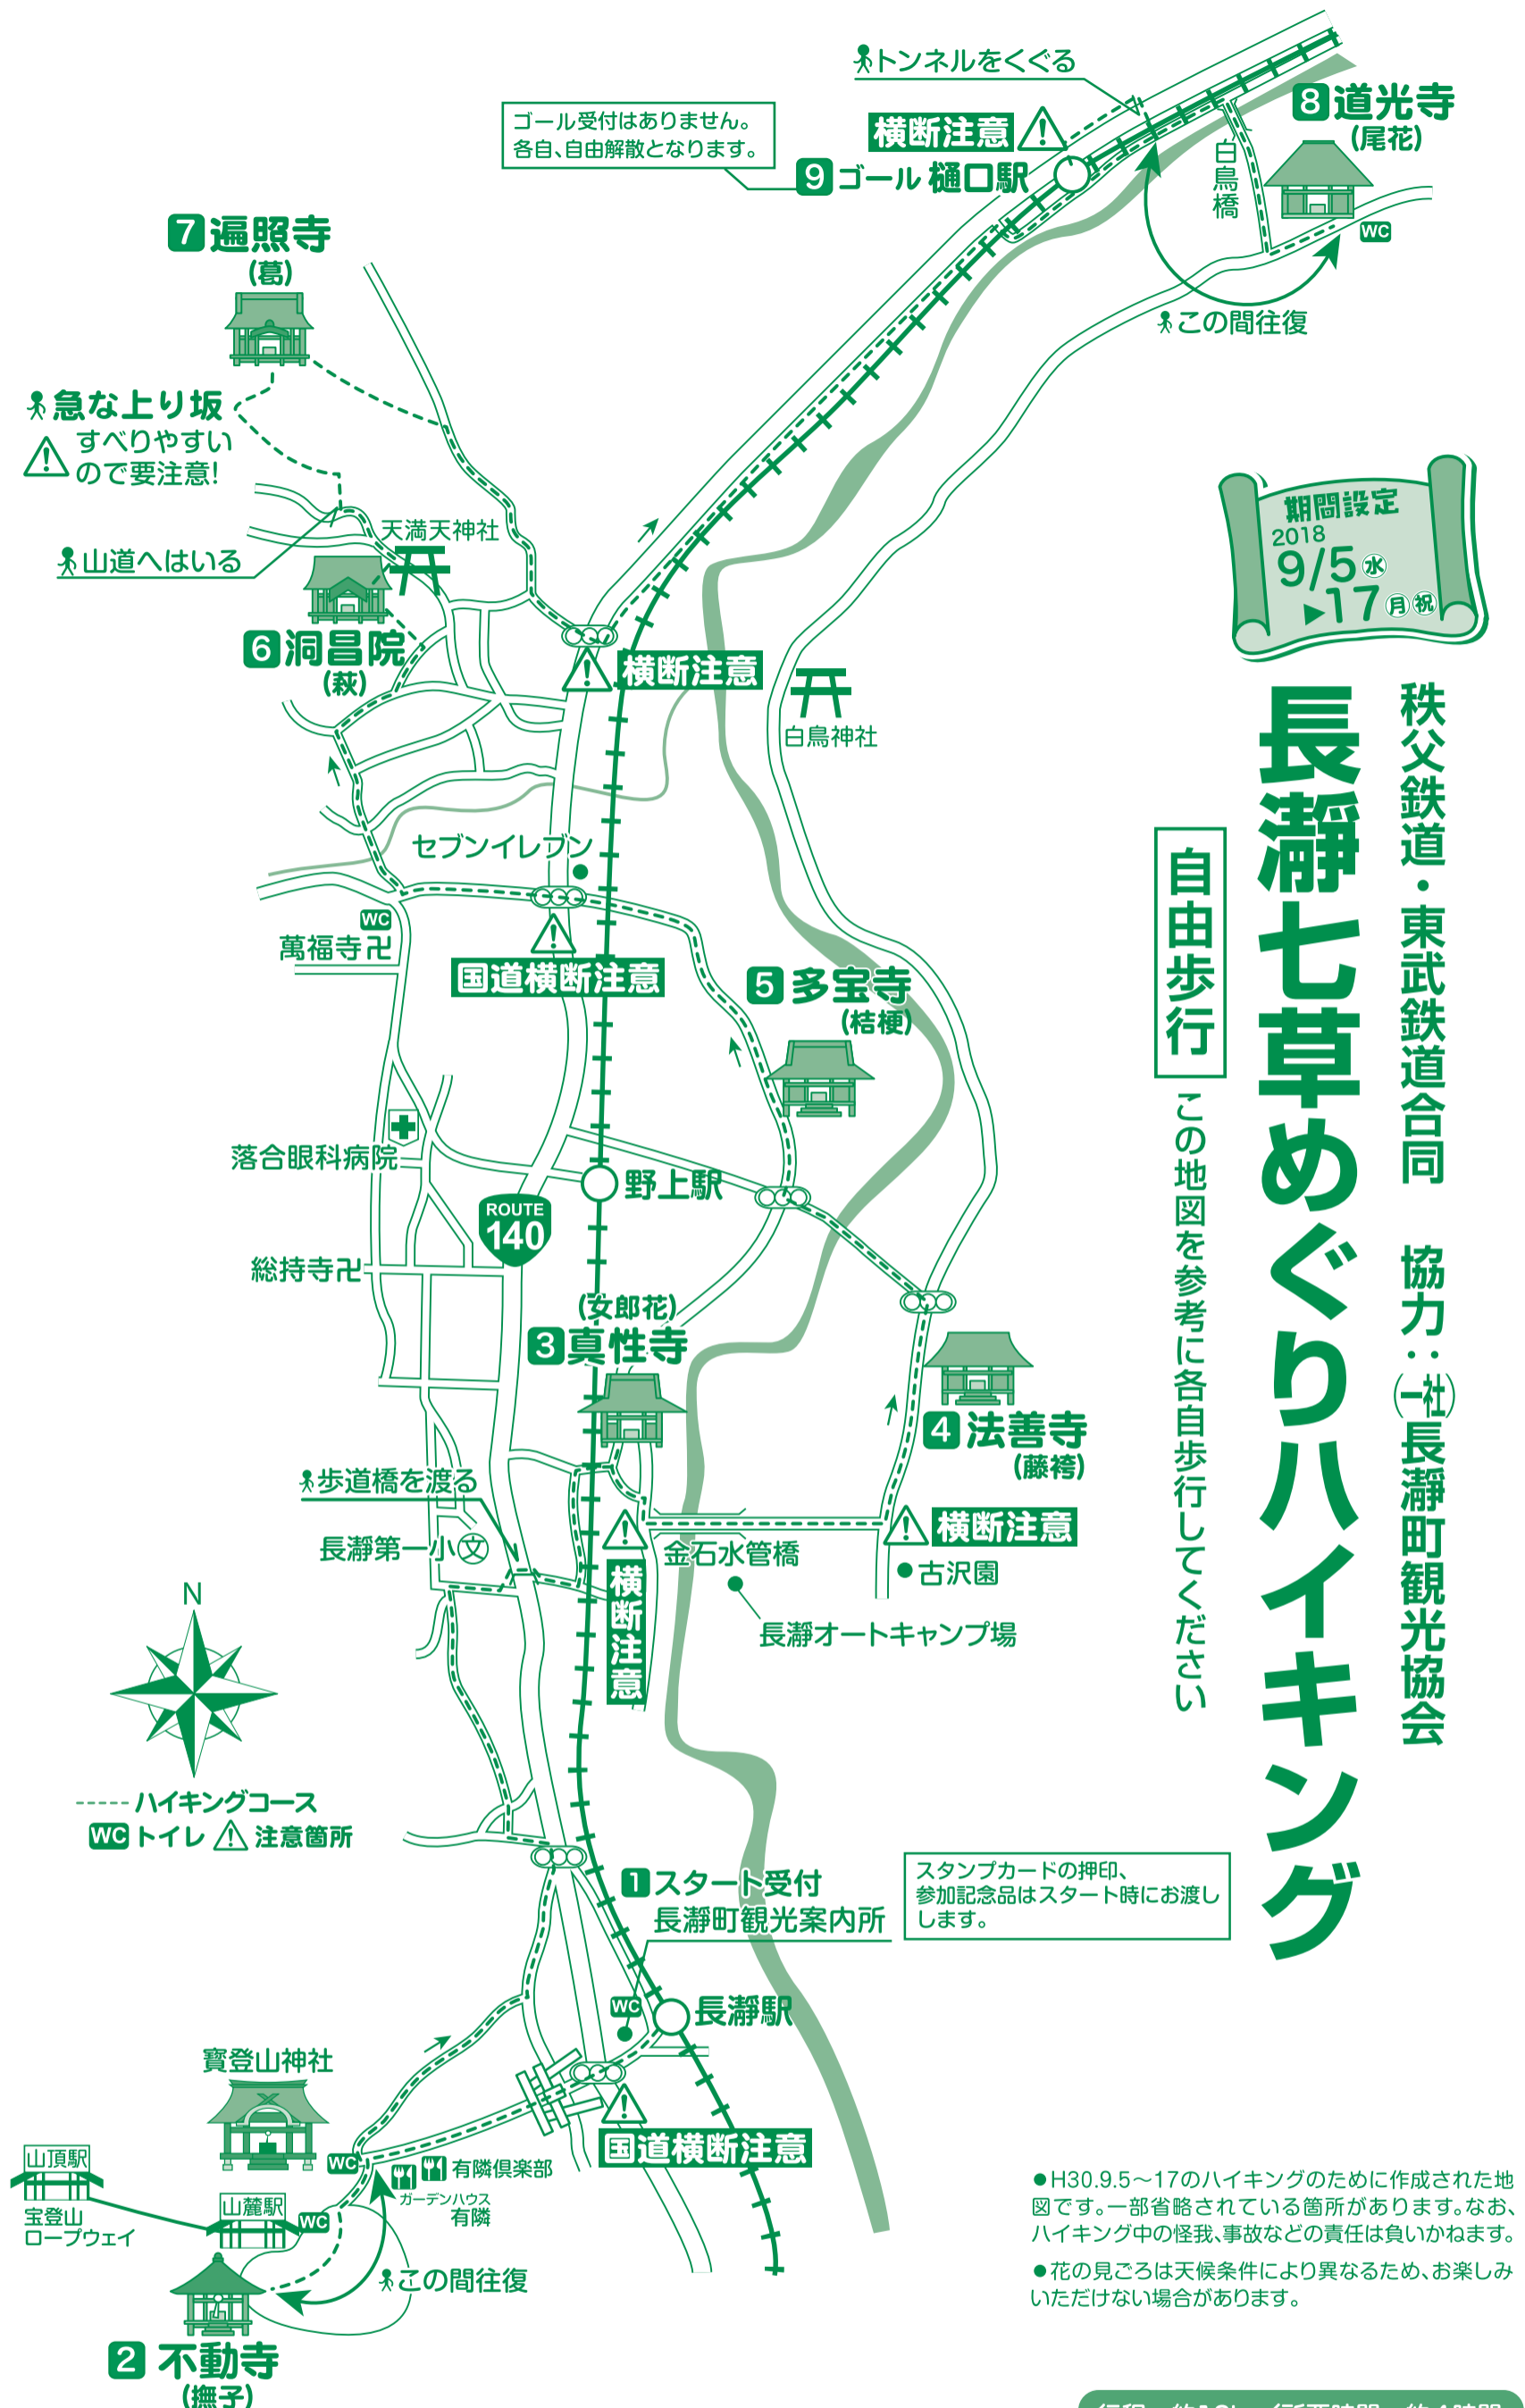 秩父鉄道・東武鉄道合同 協力：(一社)長瀞町観光協会
長瀞七草めぐりハイキング
自由歩行
この地図を参考に各自歩行してください
期間設定
2018
9/5水
▶17月祝
トンネルをくぐる
ゴール受付はありません。
各自、自由解散となります。
横断注意
9 ゴール 樋口駅
8 道光寺
(尾花)
白鳥橋
WC
この間往復
7 遍照寺
(葛)
急な上り坂
すべりやすい
ので要注意!
天満天神社
山道へはいる
6 洞昌院
(萩)
横断注意
白鳥神社
セブンイレブン
WC
萬福寺卍
国道横断注意
5 多宝寺
(桔梗)
落合眼科病院
野上駅
ROUTE
140
総持寺卍
(女郎花)
3 真性寺
4 法善寺
(藤袴)
歩道橋を渡る
横断注意
長瀞第一小文
金石水管橋
古沢園
横断注意
長瀞オートキャンプ場
N
ハイキングコース
WC トイレ 注意箇所
1 スタート受付
長瀞町観光案内所
スタンプカードの押印、
参加記念品はスタート時にお渡し
します。
WC
長瀞駅
寳登山神社
国道横断注意
WC
有隣倶楽部
ガーデンハウス
有隣
山頂駅
宝登山
ロープウェイ
山麓駅
WC
この間往復
2 不動寺
(撫子)
●H30.9.5～17のハイキングのために作成された地
図です。一部省略されている箇所があります。なお、
ハイキング中の怪我、事故などの責任は負いかねます。
●花の見ごろは天候条件により異なるため、お楽しみ
いただけない場合があります。